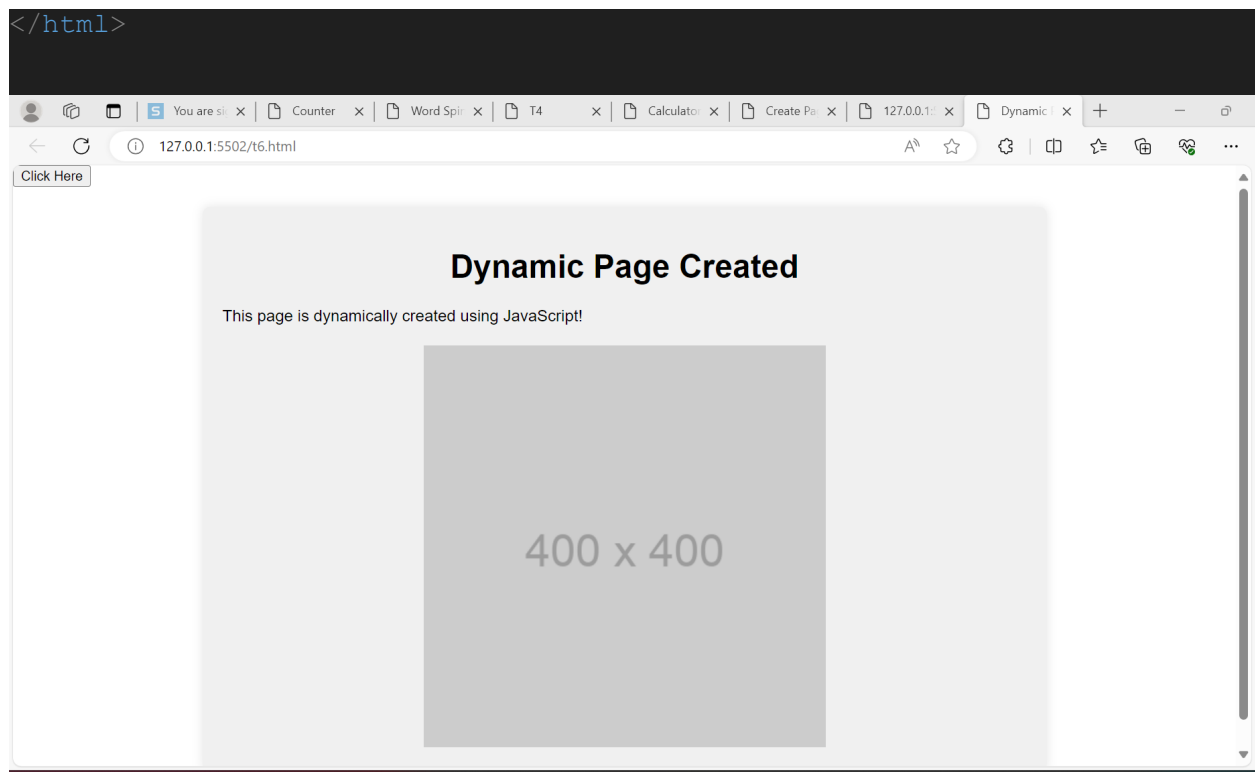 </html>
You are si Counter Word Spi T4 Calculator Create Pa 127.0.0.1: Dynamic
127.0.0.1:5502/t6.html
Click Here
Dynamic Page Created
This page is dynamically created using JavaScript!
400 x 400